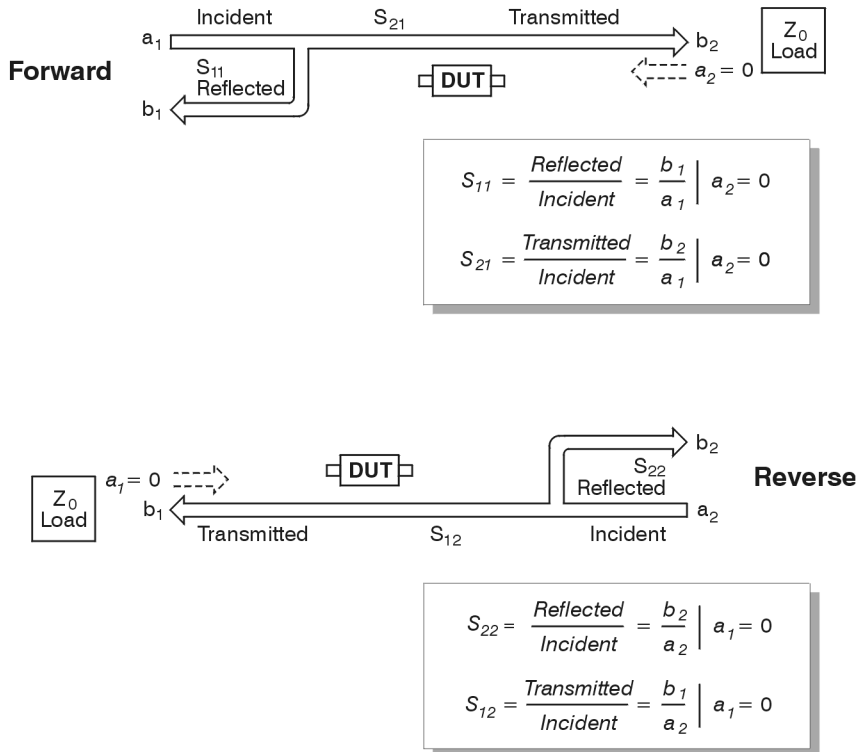 Incident S21 Transmitted
a1 b2 Z0 Load
Forward
S11
Reflected DUT a2 = 0
b1
S11 = Reflected / Incident = b1 / a1 | a2 = 0
S21 = Transmitted / Incident = b2 / a1 | a2 = 0
b2
a1 = 0 DUT S22
Reflected Reverse
Z0 Load b1 a2
Transmitted S12 Incident
S22 = Reflected / Incident = b2 / a2 | a1 = 0
S12 = Transmitted / Incident = b1 / a2 | a1 = 0